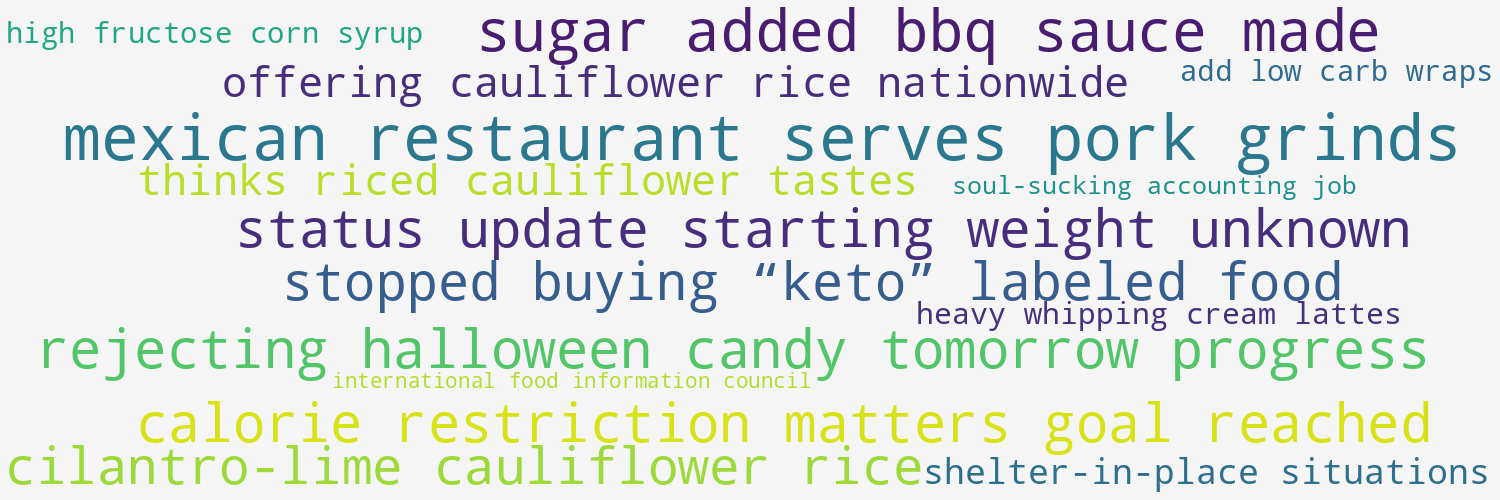 high fructose corn syrup
sugar added bbq sauce made
offering cauliflower rice nationwide
add low carb wraps
mexican restaurant serves pork grinds
thinks riced cauliflower tastes
soul-sucking accounting job
status update starting weight unknown
stopped buying “keto” labeled food
heavy whipping cream lattes
rejecting halloween candy tomorrow progress
international food information council
calorie restriction matters goal reached
cilantro-lime cauliflower rice
shelter-in-place situations